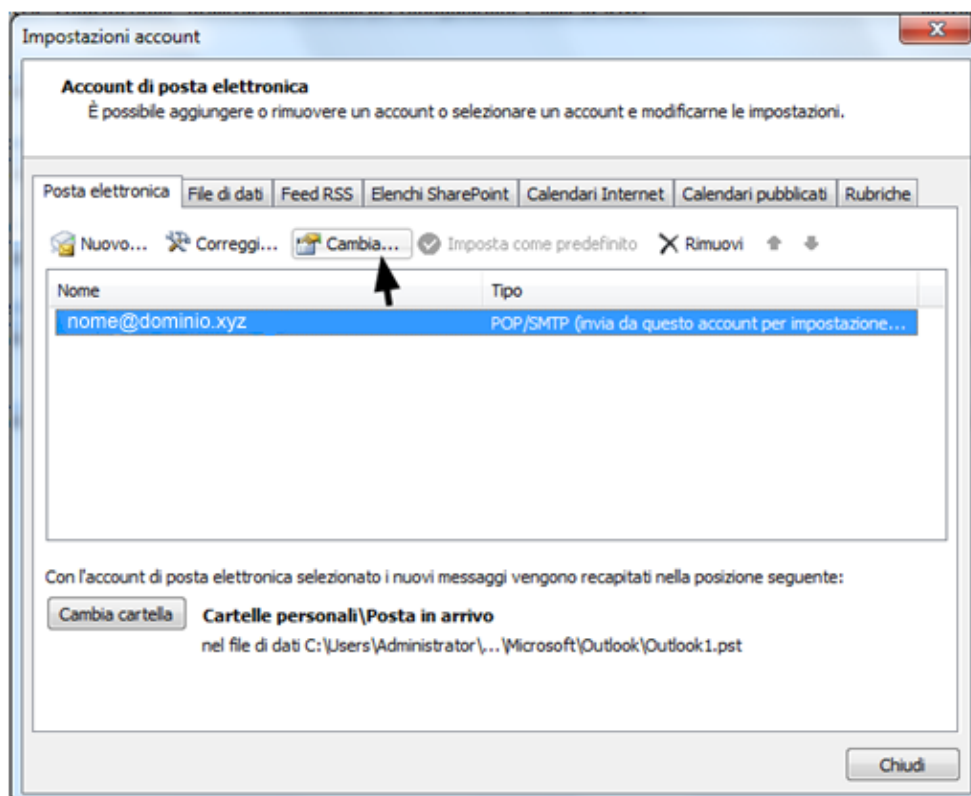 Impostazioni account
Account di posta elettronica
È possibile aggiungere o rimuovere un account o selezionare un account e modificarne le impostazioni.
Posta elettronica File di dati Feed RSS Elenchi SharePoint Calendari Internet Calendari pubblicati Rubriche
Nuovo... Correggi... Cambia... Imposta come predefinito Rimuovi
Nome Tipo
nome@dominio.xyz POP/SMTP (invia da questo account per impostazione...
Con l'account di posta elettronica selezionato i nuovi messaggi vengono recapitati nella posizione seguente:
Cambia cartella Cartelle personali\Posta in arrivo
nel file di dati C:\Users\Administrator\...\Microsoft\Outlook\Outlook1.pst
Chiudi